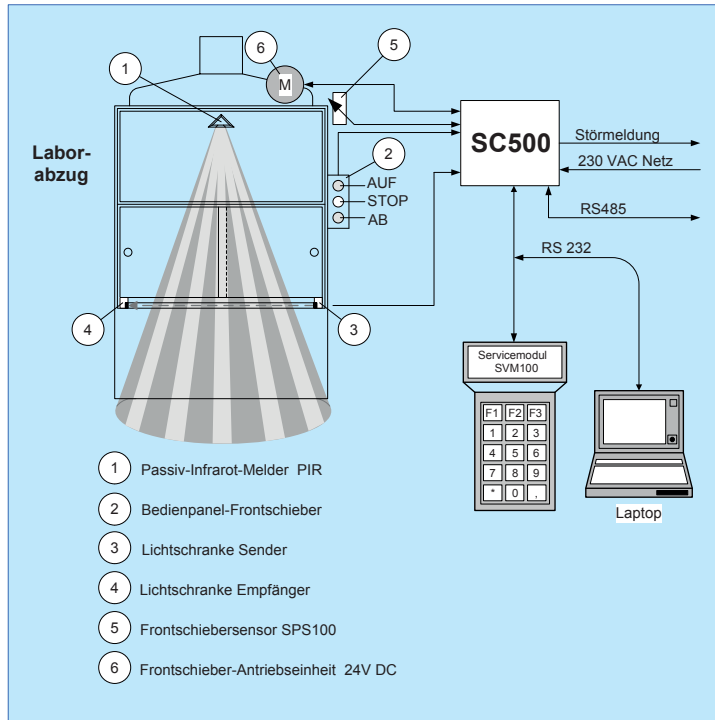 6
5
1
M
Labor-
abzug
2
AUF
STOP
AB
SC500
Störmeldung
230 VAC Netz
RS485
RS 232
4
3
Servicemodul
SVM100
F1 F2 F3
1 2 3
4 5 6
7 8 9
* 0 ,
Laptop
1 Passiv-Infrarot-Melder PIR
2 Bedienpanel-Frontschieber
3 Lichtschranke Sender
4 Lichtschranke Empfänger
5 Frontschiebersensor SPS100
6 Frontschieber-Antriebseinheit 24V DC